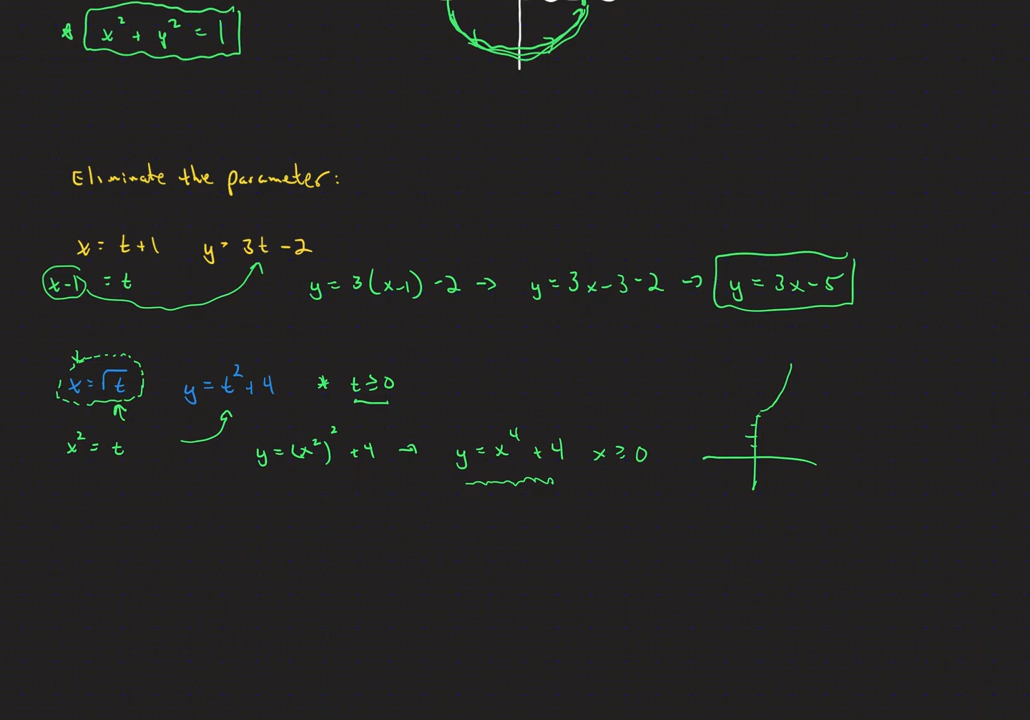 * x² + y² = 1
Eliminate the parameter:
x = t+1 y = 3t - 2
x-1 = t y = 3(x-1) - 2 → y = 3x - 3 - 2 → y = 3x - 5
x = √t y = t² + 4 * t ≥ 0
x² = t y = (x²)² + 4 → y = x⁴ + 4 x ≥ 0